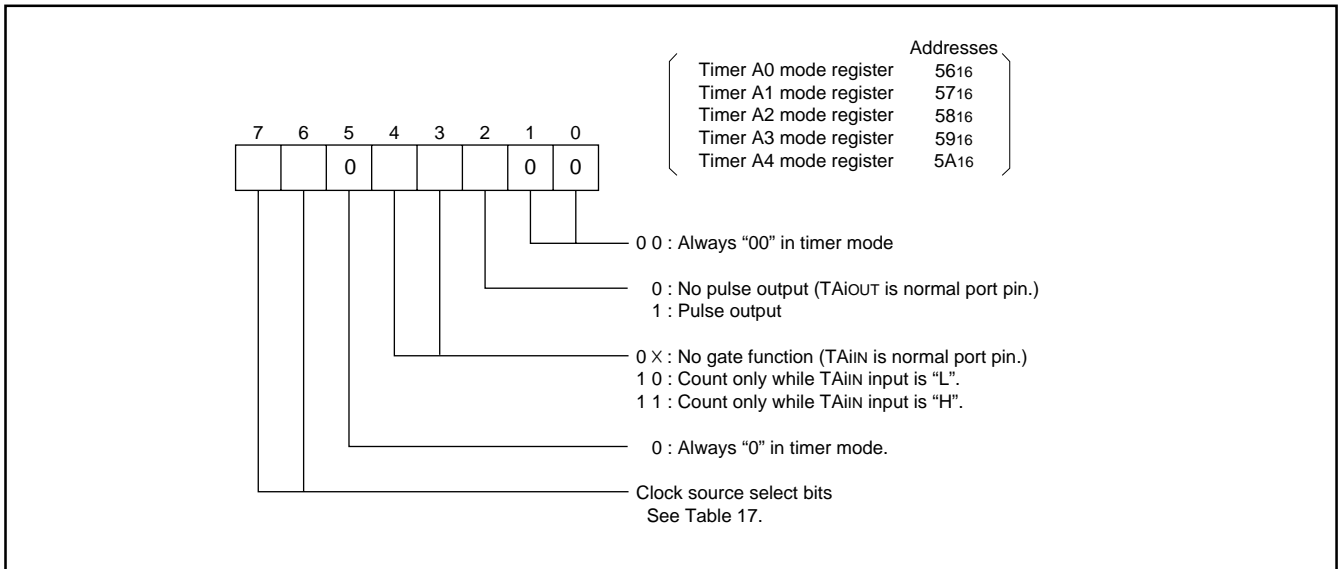 Addresses
Timer A0 mode register 5616
Timer A1 mode register 5716
Timer A2 mode register 5816
Timer A3 mode register 5916
Timer A4 mode register 5A16
7 6 5 4 3 2 1 0
0 0 0
0 0 : Always “00” in timer mode
0 : No pulse output (TAiOUT is normal port pin.)
1 : Pulse output
0 × : No gate function (TAiIN is normal port pin.)
1 0 : Count only while TAiIN input is “L”.
1 1 : Count only while TAiIN input is “H”.
0 : Always “0” in timer mode.
Clock source select bits
See Table 17.